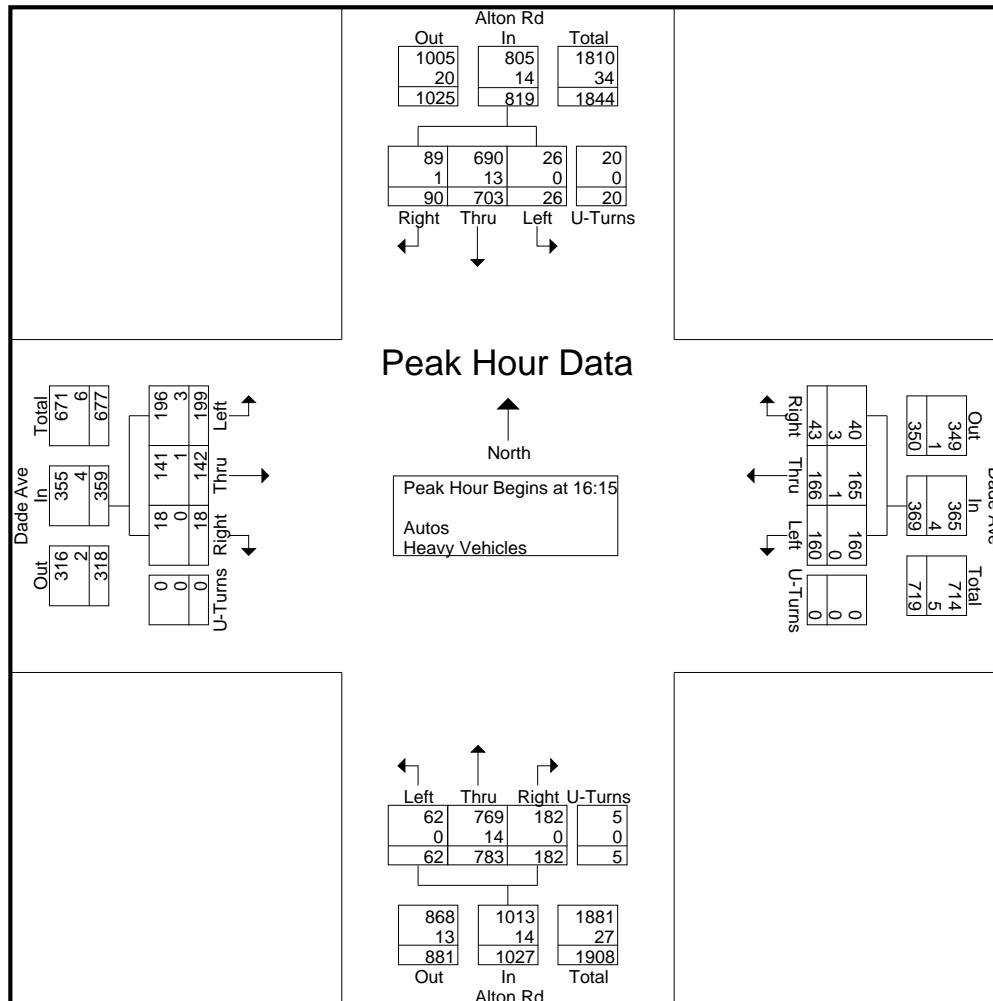 Alton Rd
Out In Total
1005 805 1810
20 14 34
1025 819 1844
89 690 26 20
1 13 0 0
90 703 26 20
Right Thru Left U-Turns
Peak Hour Data
North
Peak Hour Begins at 16:15
Autos
Heavy Vehicles
Dade Ave
Total In Out
671 355 316
6 4 2
677 359 318
196 141 18 0
3 1 0 0
199 142 18 0
Left Thru Right U-Turns
Right Thru Left U-Turns
40 165 160 0
3 1 0 0
43 166 160 0
Out In Total
349 365 714
1 4 5
350 369 719
Dade Ave
Left Thru Right U-Turns
62 769 182 5
0 14 0 0
62 783 182 5
868 1013 1881
13 14 27
881 1027 1908
Out In Total
Alton Rd